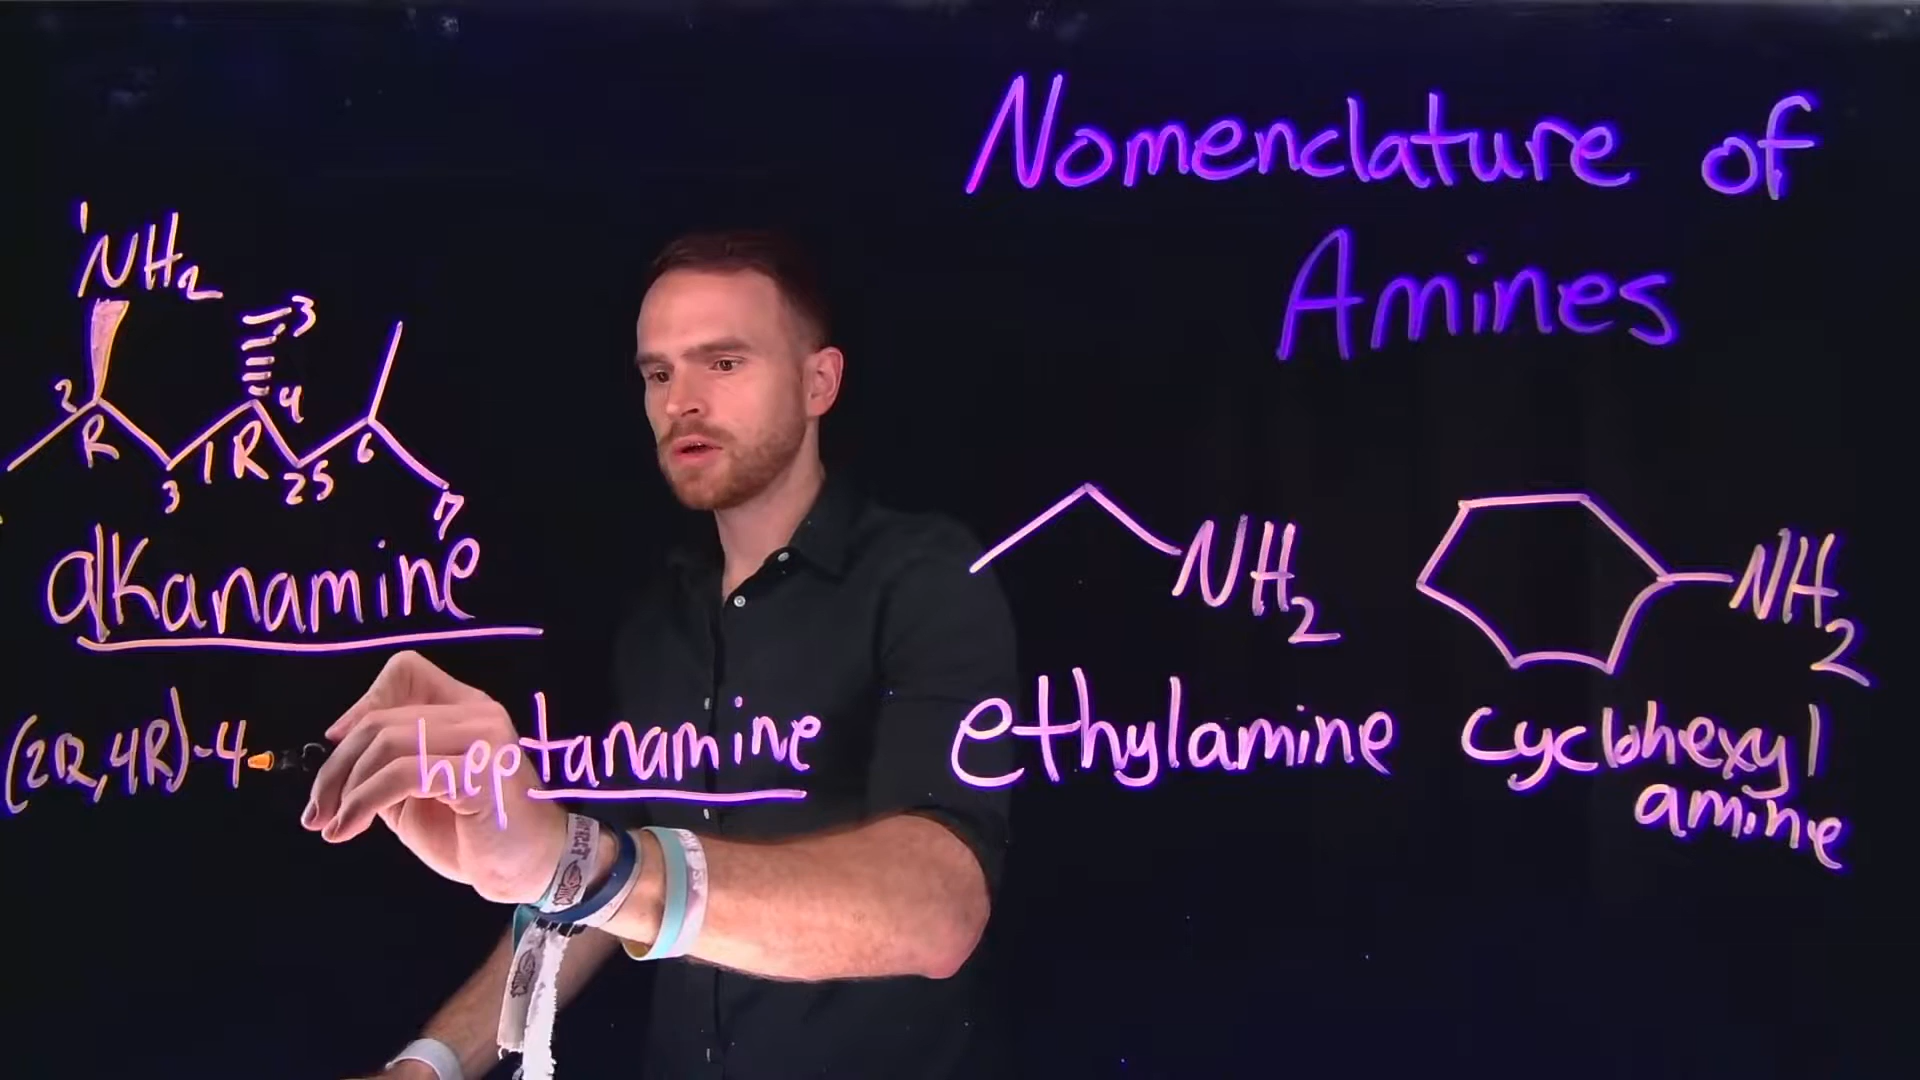 Nomenclature of
Amines
'NH2
3
2
4
R
1
R
6
3
2 5
7
alkanamine
NH2
NH2
(2R,4R)-4
heptanamine
ethylamine
cyclohexyl
amine